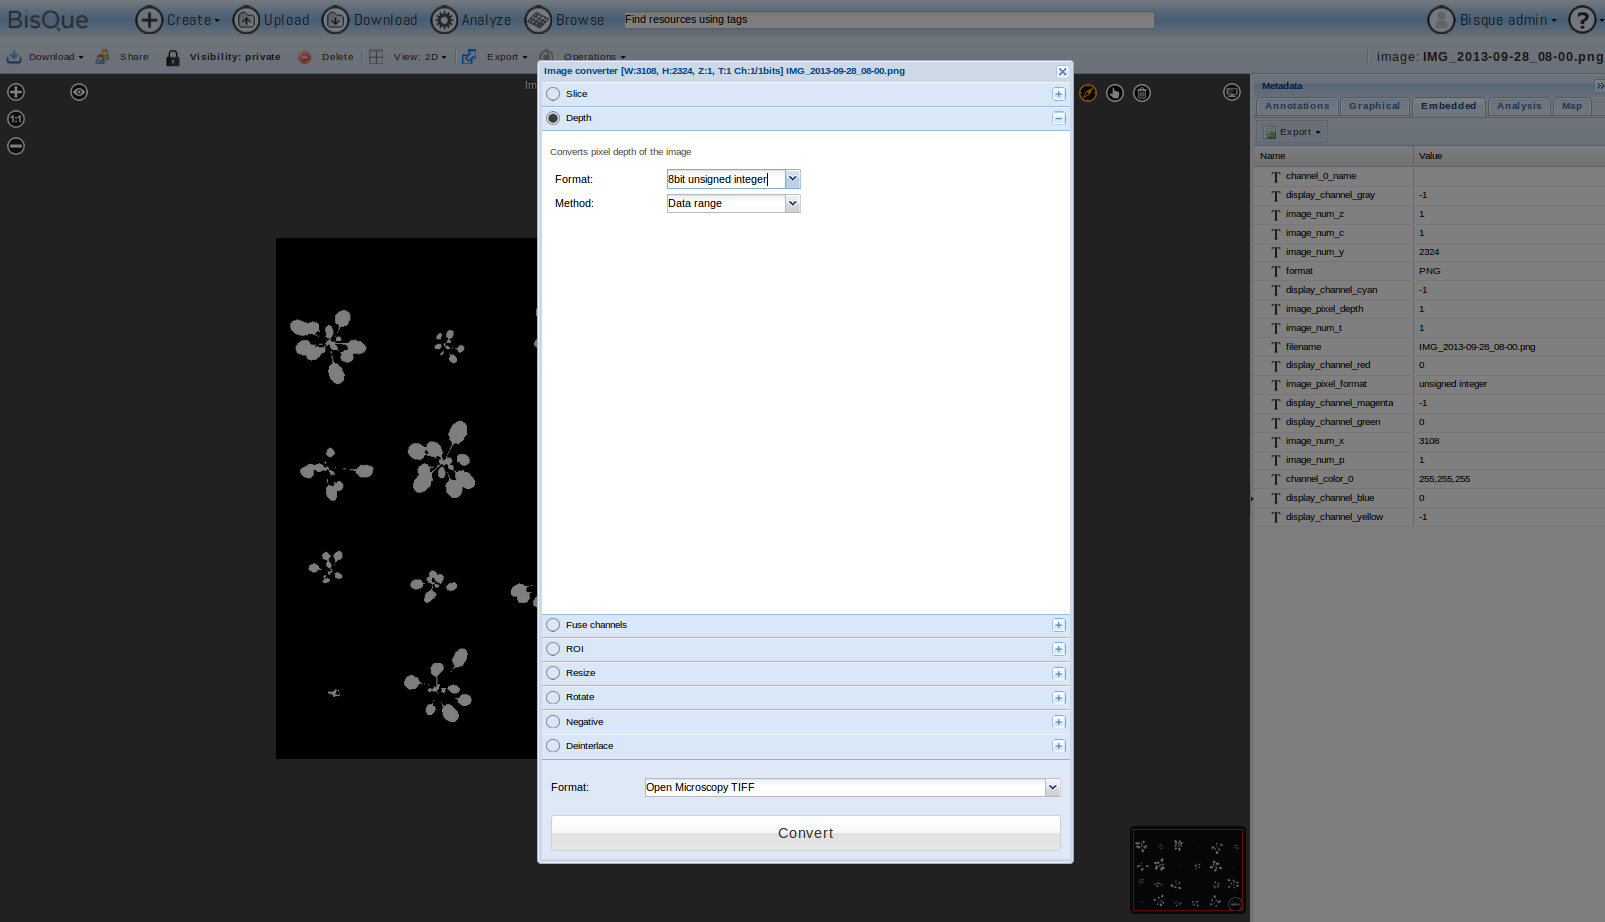 BisQue Create Upload Download Analyze Browse Find resources using tags Bisque admin ?
Download Share Visibility: private Delete View: 2D Export Operations image: IMG_2013-09-28_08-00.png
Image converter [W:3108, H:2324, Z:1, T:1 Ch:1/1bits] IMG_2013-09-28_08-00.png
Slice
Depth
Converts pixel depth of the image
Format: 8bit unsigned integer
Method: Data range
Fuse channels
ROI
Resize
Rotate
Negative
Deinterlace
Format: Open Microscopy TIFF
Convert
Im
1:1
Metadata
Annotations Graphical Embedded Analysis Map
Export
Name Value
channel_0_name
display_channel_gray -1
image_num_z 1
image_num_c 1
image_num_y 2324
format PNG
display_channel_cyan -1
image_pixel_depth 1
image_num_t 1
filename IMG_2013-09-28_08-00.png
display_channel_red 0
image_pixel_format unsigned integer
display_channel_magenta -1
display_channel_green 0
image_num_x 3108
image_num_p 1
channel_color_0 255,255,255
display_channel_blue 0
display_channel_yellow -1